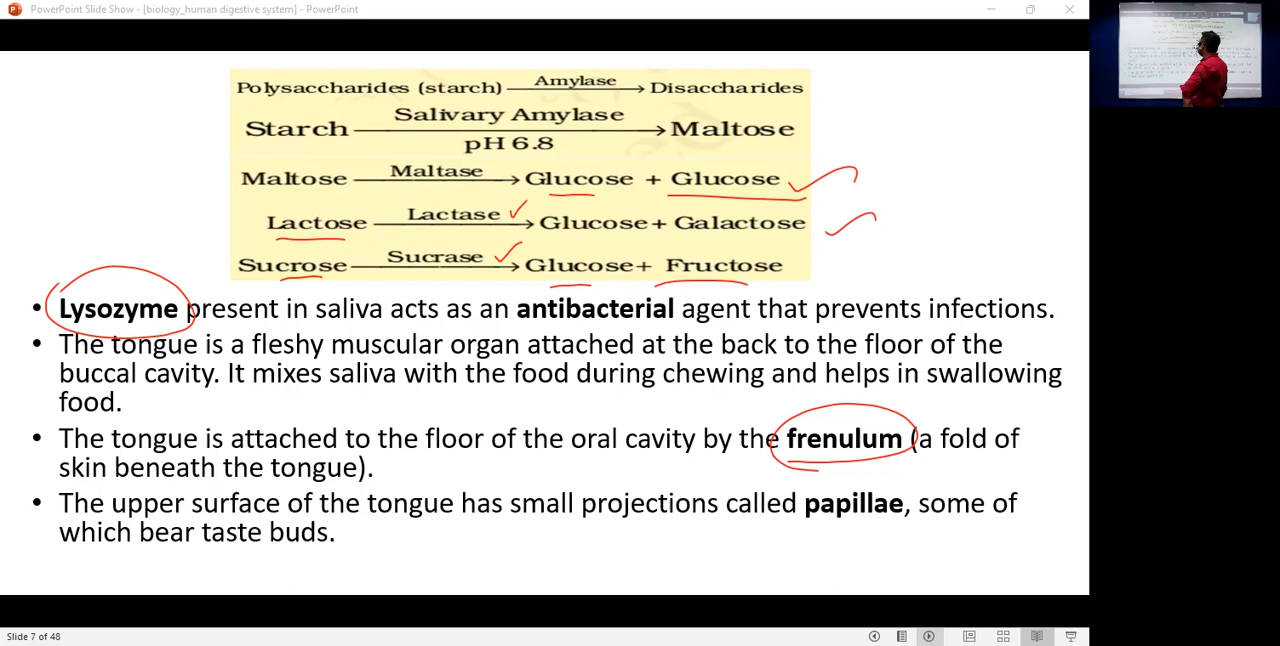 PowerPoint Slide Show - [biology_human digestive system] - PowerPoint
Polysaccharides (starch) Amylase Disaccharides
Starch Salivary Amylase pH 6.8 Maltose
Maltose Maltase Glucose + Glucose
Lactose Lactase Glucose+ Galactose
Sucrose Sucrase Glucose+ Fructose
• Lysozyme present in saliva acts as an antibacterial agent that prevents infections.
• The tongue is a fleshy muscular organ attached at the back to the floor of the
buccal cavity. It mixes saliva with the food during chewing and helps in swallowing
food.
• The tongue is attached to the floor of the oral cavity by the frenulum (a fold of
skin beneath the tongue).
• The upper surface of the tongue has small projections called papillae, some of
which bear taste buds.
Slide 7 of 48